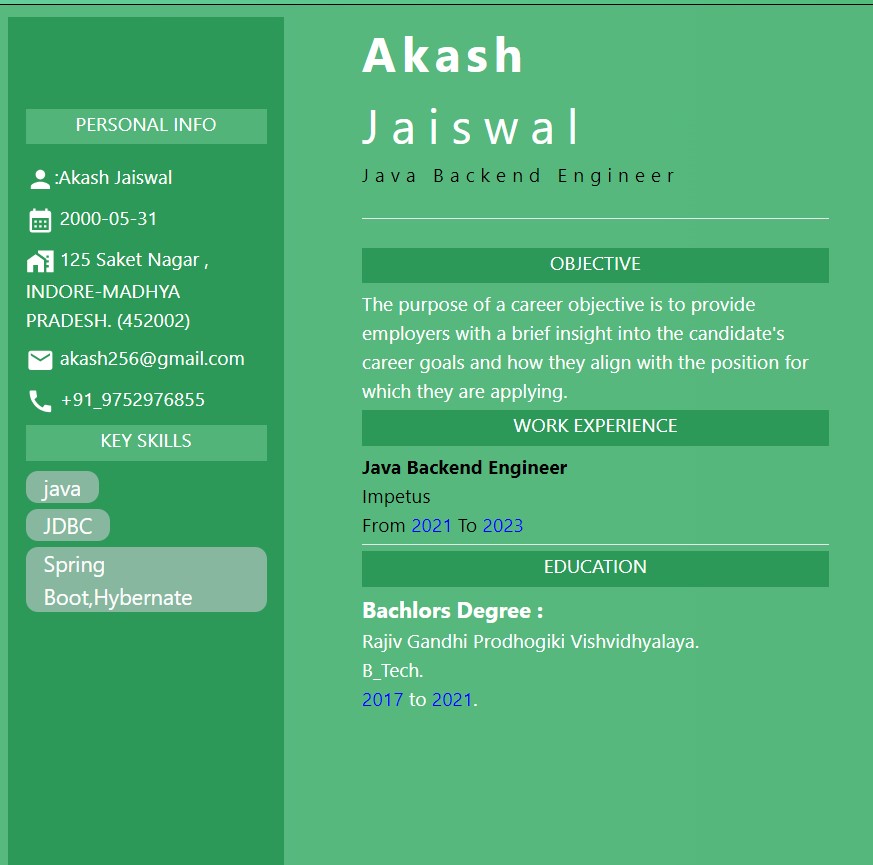 PERSONAL INFO
:Akash Jaiswal
2000-05-31
125 Saket Nagar ,
INDORE-MADHYA
PRADESH. (452002)
akash256@gmail.com
+91_9752976855
KEY SKILLS
java
JDBC
Spring
Boot,Hybernate
Akash
Jaiswal
Java Backend Engineer
OBJECTIVE
The purpose of a career objective is to provide
employers with a brief insight into the candidate's
career goals and how they align with the position for
which they are applying.
WORK EXPERIENCE
Java Backend Engineer
Impetus
From 2021 To 2023
EDUCATION
Bachlors Degree :
Rajiv Gandhi Prodhogiki Vishvidhyalaya.
B_Tech.
2017 to 2021.